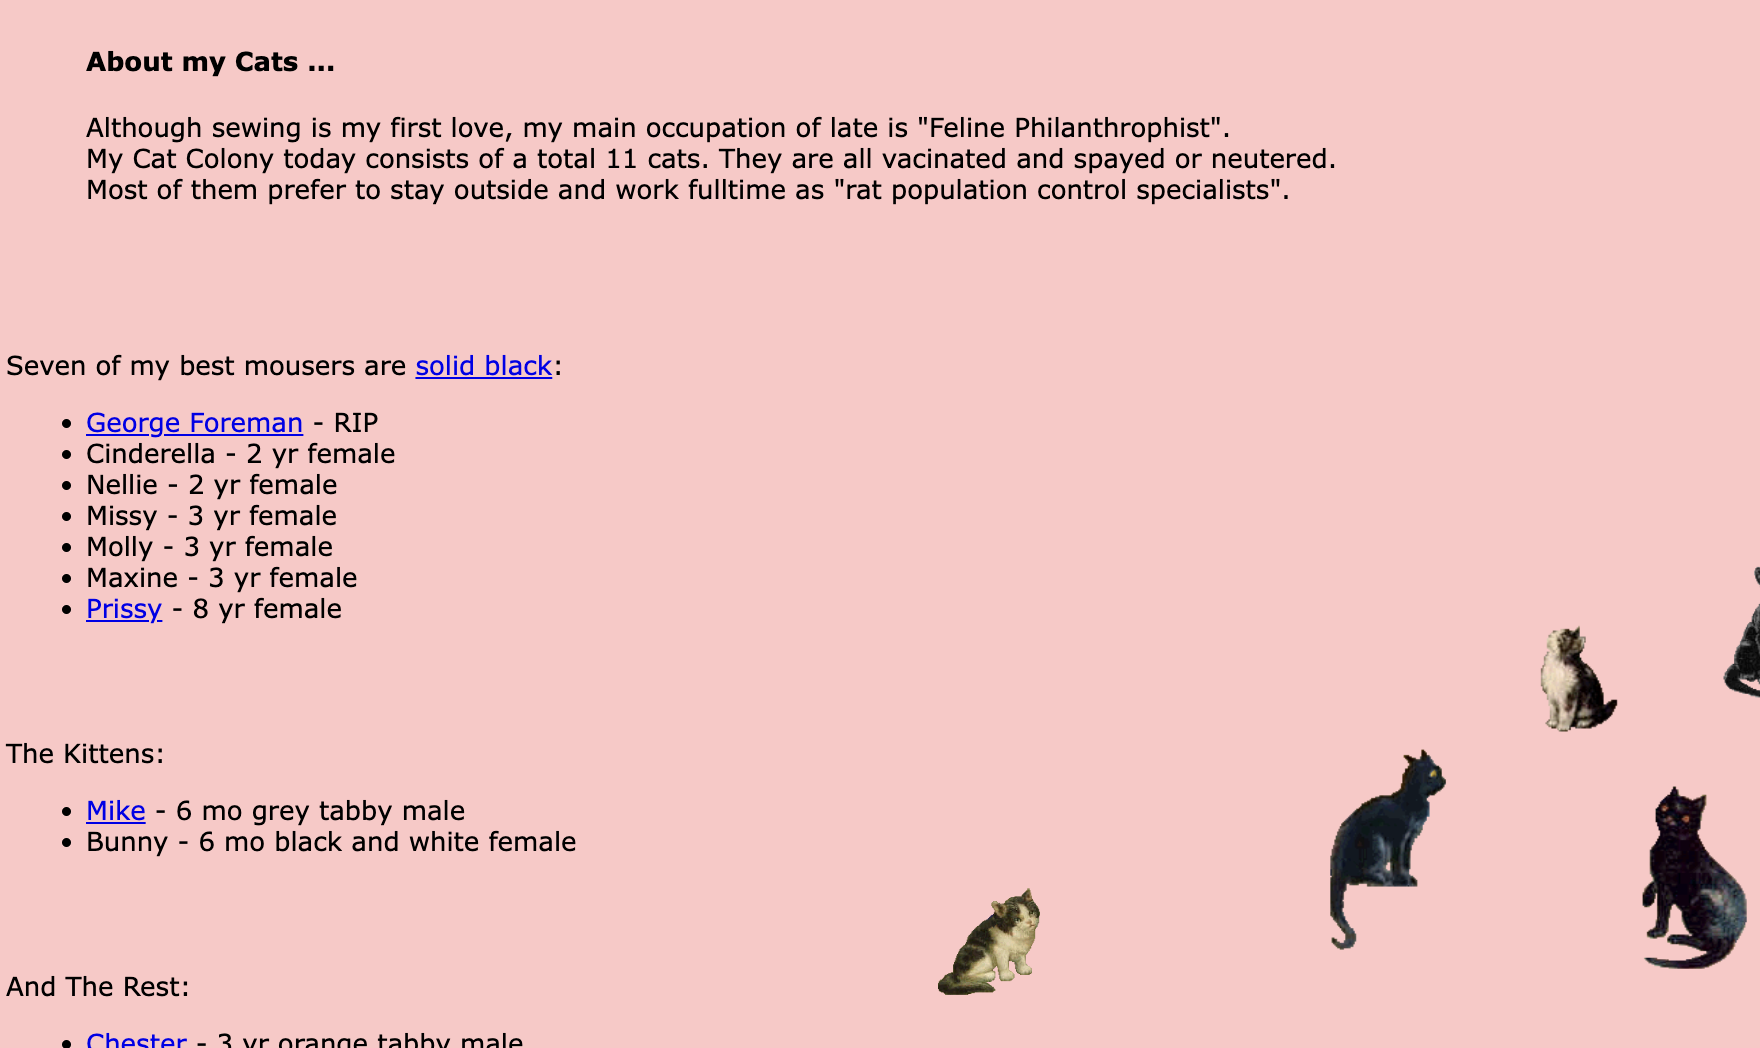 About my Cats ...
Although sewing is my first love, my main occupation of late is "Feline Philanthrophist".
My Cat Colony today consists of a total 11 cats. They are all vacinated and spayed or neutered.
Most of them prefer to stay outside and work fulltime as "rat population control specialists".
Seven of my best mousers are solid black:
• George Foreman - RIP
• Cinderella - 2 yr female
• Nellie - 2 yr female
• Missy - 3 yr female
• Molly - 3 yr female
• Maxine - 3 yr female
• Prissy - 8 yr female
The Kittens:
• Mike - 6 mo grey tabby male
• Bunny - 6 mo black and white female
And The Rest:
• Chester - 3 yr orange tabby male